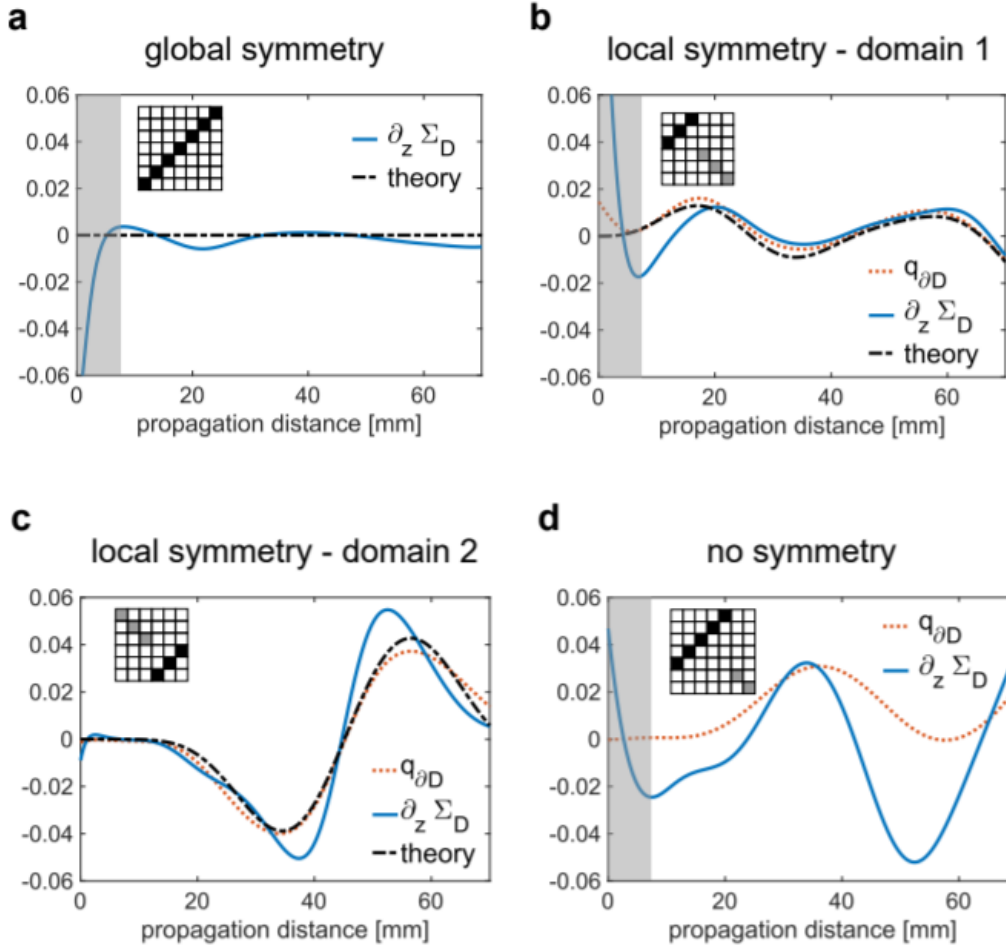 a
global symmetry
0.06
0.04
0.02
0
-0.02
-0.04
-0.06
∂z ΣD
theory
0 20 40 60
propagation distance [mm]
b
local symmetry - domain 1
0.06
0.04
0.02
0
-0.02
-0.04
-0.06
q∂D
∂z ΣD
theory
0 20 40 60
propagation distance [mm]
c
local symmetry - domain 2
0.06
0.04
0.02
0
-0.02
-0.04
-0.06
q∂D
∂z ΣD
theory
0 20 40 60
propagation distance [mm]
d
no symmetry
0.06
0.04
0.02
0
-0.02
-0.04
-0.06
q∂D
∂z ΣD
0 20 40 60
propagation distance [mm]